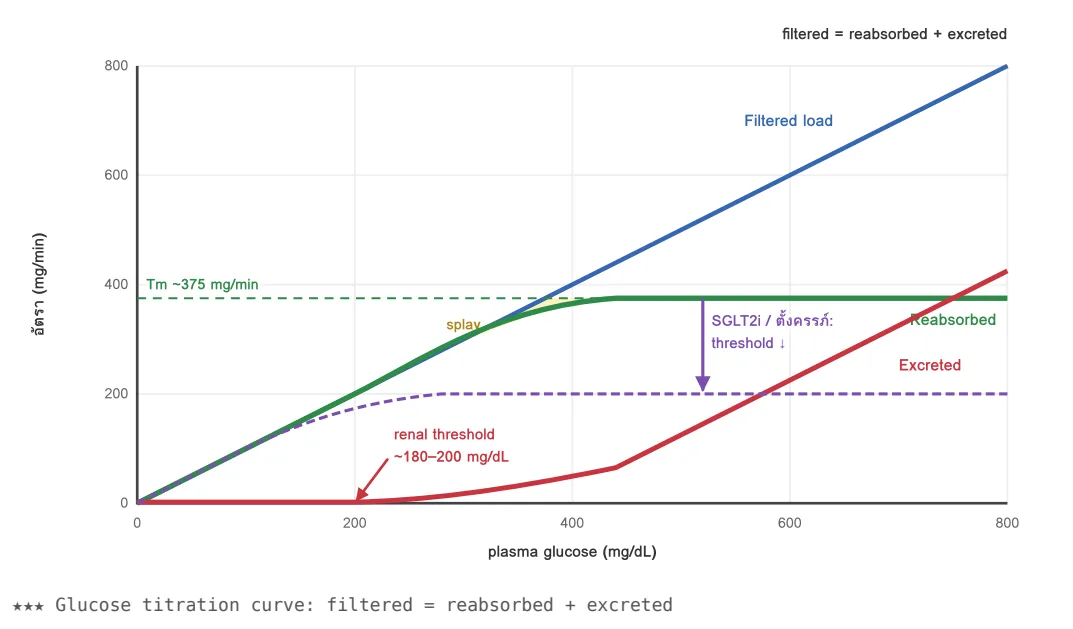 filtered = reabsorbed + excreted
800
600
400
200
0
อัตรา (mg/min)
Filtered load
Tm ~375 mg/min
splay
SGLT2i / ตั้งครรภ์:
threshold ↓
Reabsorbed
Excreted
renal threshold
~180–200 mg/dL
0
200
400
600
800
plasma glucose (mg/dL)
★★★ Glucose titration curve: filtered = reabsorbed + excreted